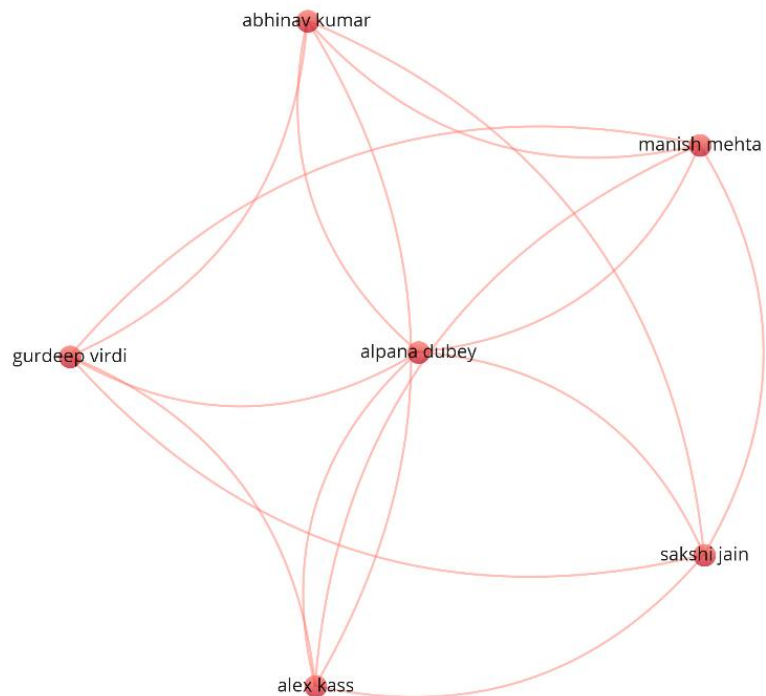 abhinav kumar
manish mehta
gurdeep virdi
alpana dubey
sakshi jain
alex kass